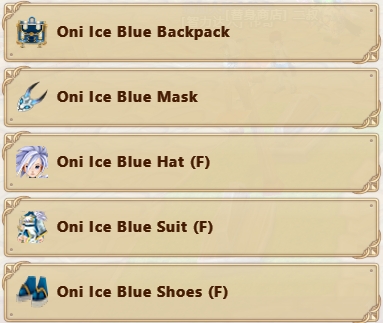 Oni Ice Blue Backpack
Oni Ice Blue Mask
Oni Ice Blue Hat (F)
Oni Ice Blue Suit (F)
Oni Ice Blue Shoes (F)